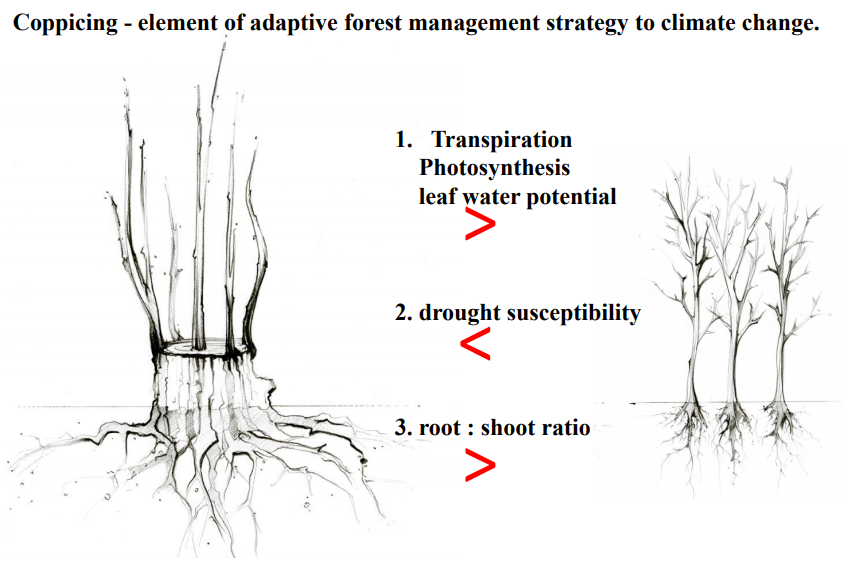 Coppicing - element of adaptive forest management strategy to climate change.
1. Transpiration
Photosynthesis
leaf water potential
>
2. drought susceptibility
<
3. root : shoot ratio
>